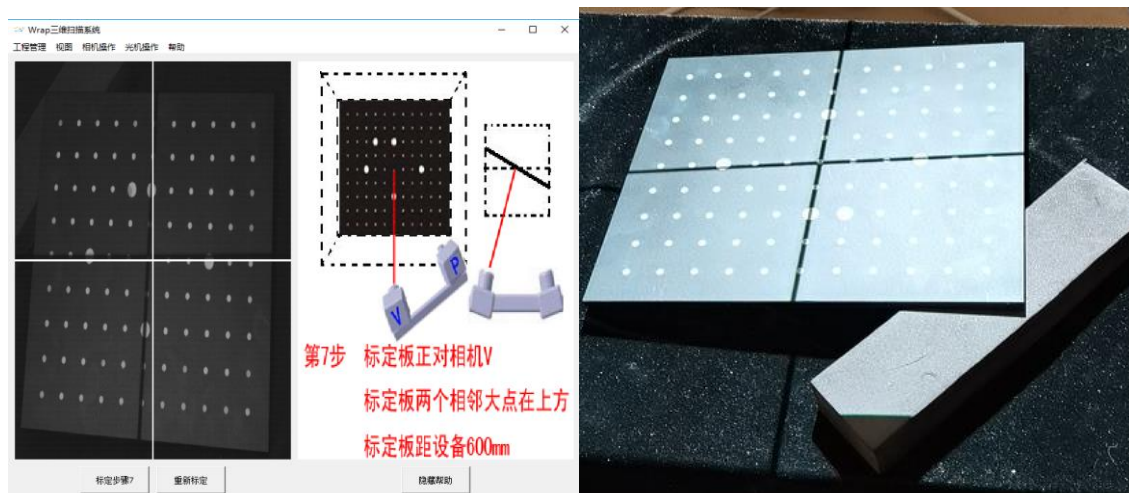 Wrap三维扫描系统
工程管理 视图 相机操作 光机操作 帮助
P
V
第7步 标定板正对相机V
标定板两个相邻大点在上方
标定板距设备600mm
标定步骤7 重新标定 隐藏帮助